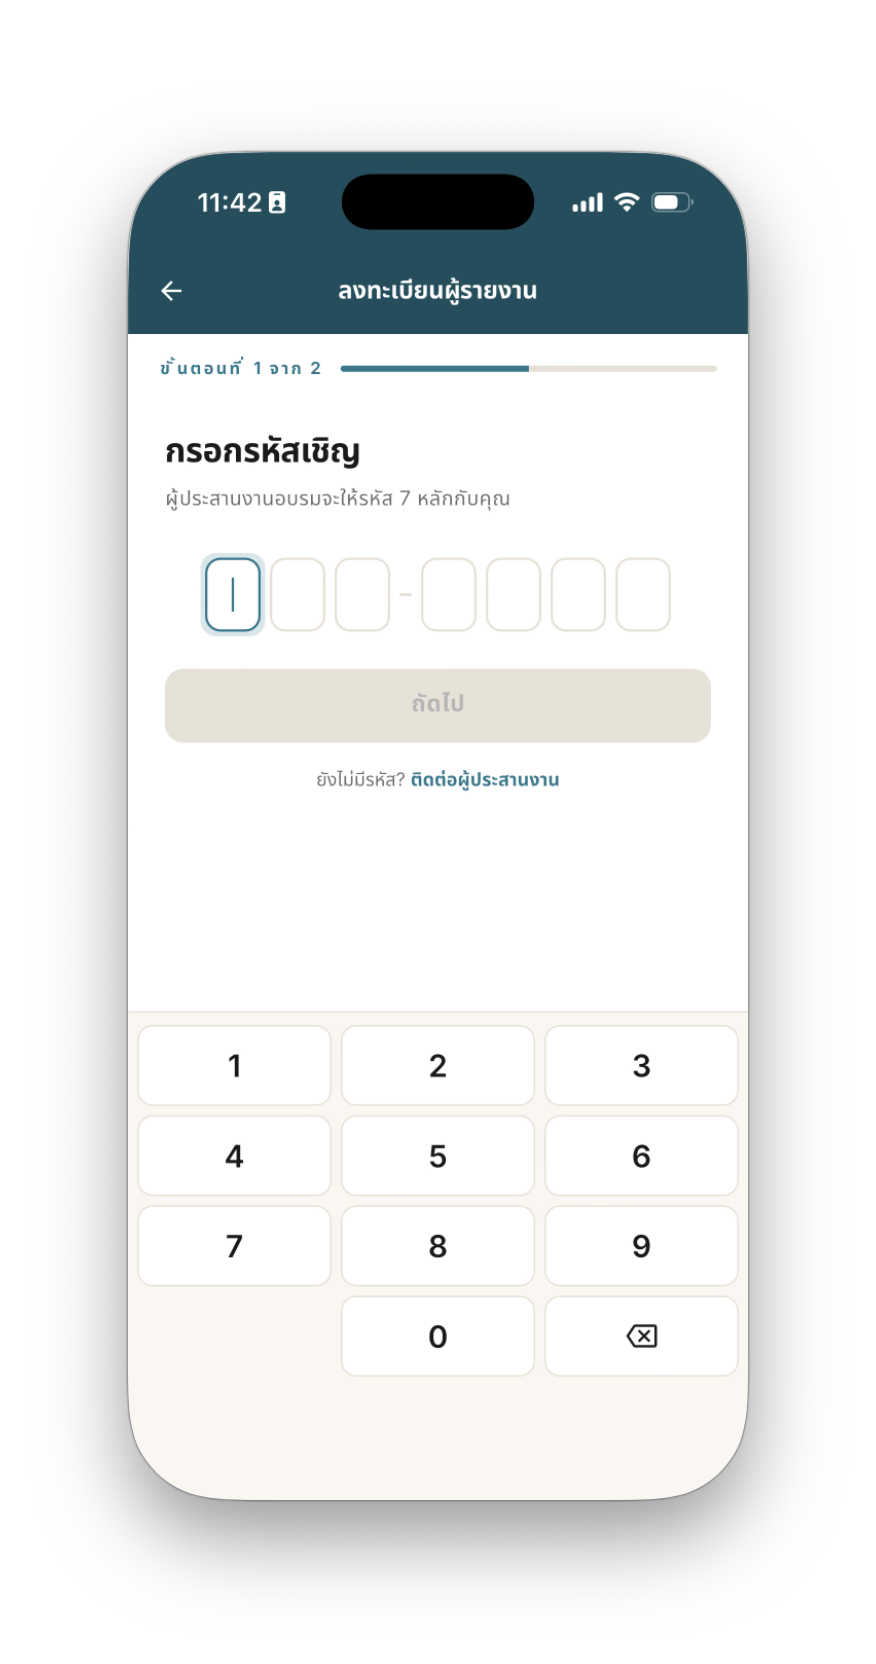 11:42
ลงทะเบียนผู้รายงาน
ขั้นตอนที่ 1 จาก 2
กรอกรหัสเชิญ
ผู้ประสานงานอบรมจะให้รหัส 7 หลักกับคุณ
–
ถัดไป
ยังไม่มีรหัส? ติดต่อผู้ประสานงาน
1 2 3
4 5 6
7 8 9
0